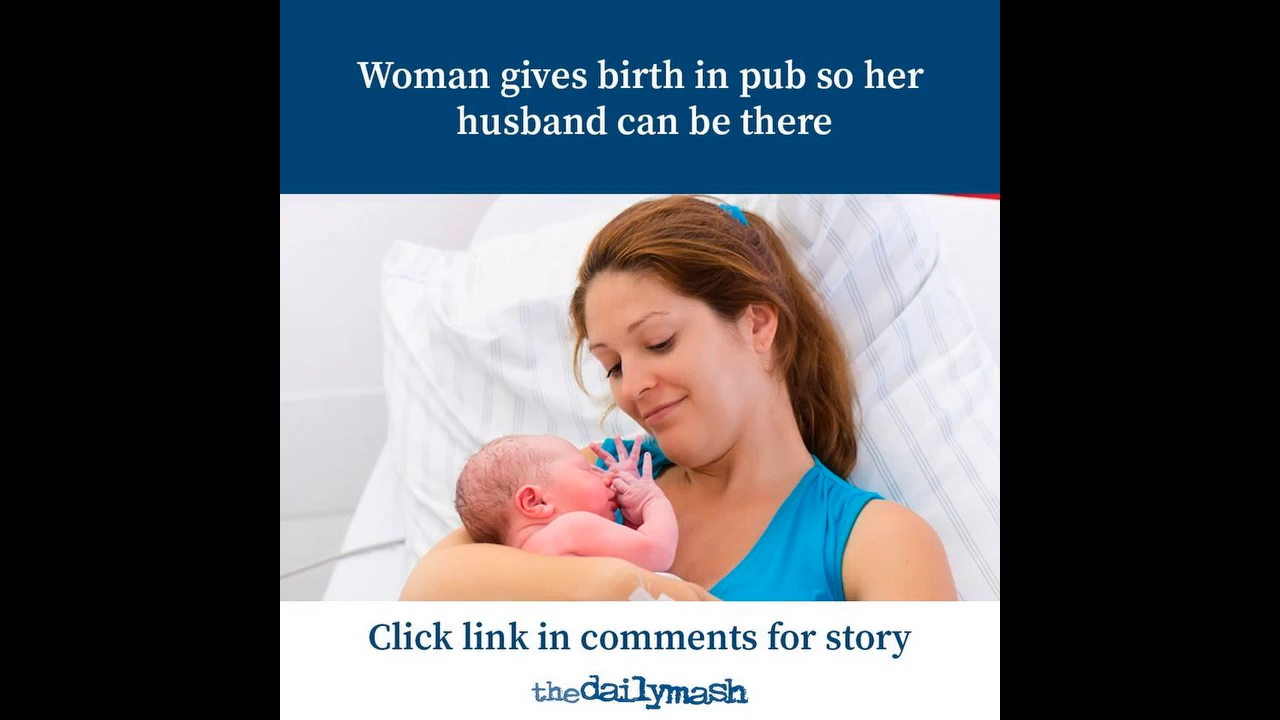 Woman gives birth in pub so her
husband can be there
Click link in comments for story
thedailymash